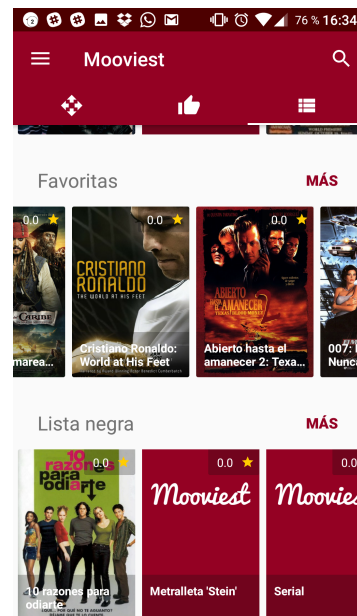 76 % 16:34
Mooviest
Favoritas MÁS
0.0
0.0
0.0
CARIBE
marea...
CRISTIANO
RONALDO
THE WORLD AT HIS FEET
Cristiano Ronaldo:
World at His Feet
ABIERTO
HASTA EL
AMANECER 2
Abierto hasta el
amanecer 2: Texa...
007:
Nunca
Lista negra MÁS
0.0
0.0
0.0
10
razones
para
odiarte
10 razones para
odiarte
Mooviest
Metralleta 'Stein'
Mooviest
Serial